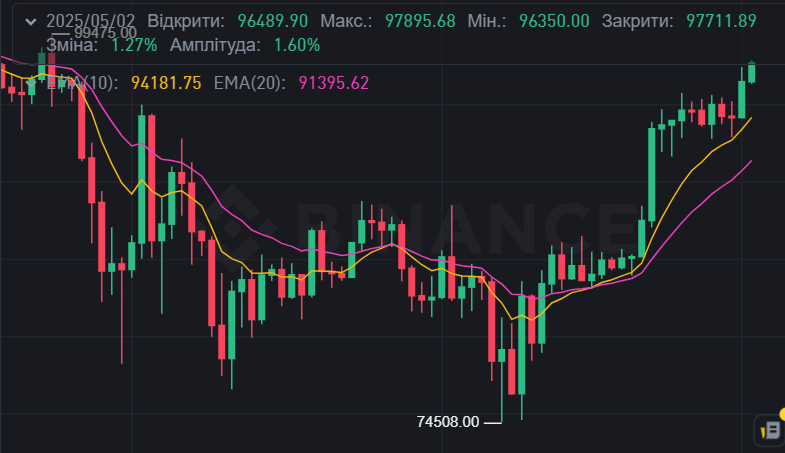 2025/05/02 Відкрити: 96489.90 Макс.: 97895.68 Мін.: 96350.00 Закрити: 97711.89
99475.00
Зміна: 1.27% Амплітуда: 1.60%
EMA(10): 94181.75 EMA(20): 91395.62
BINANCE
74508.00